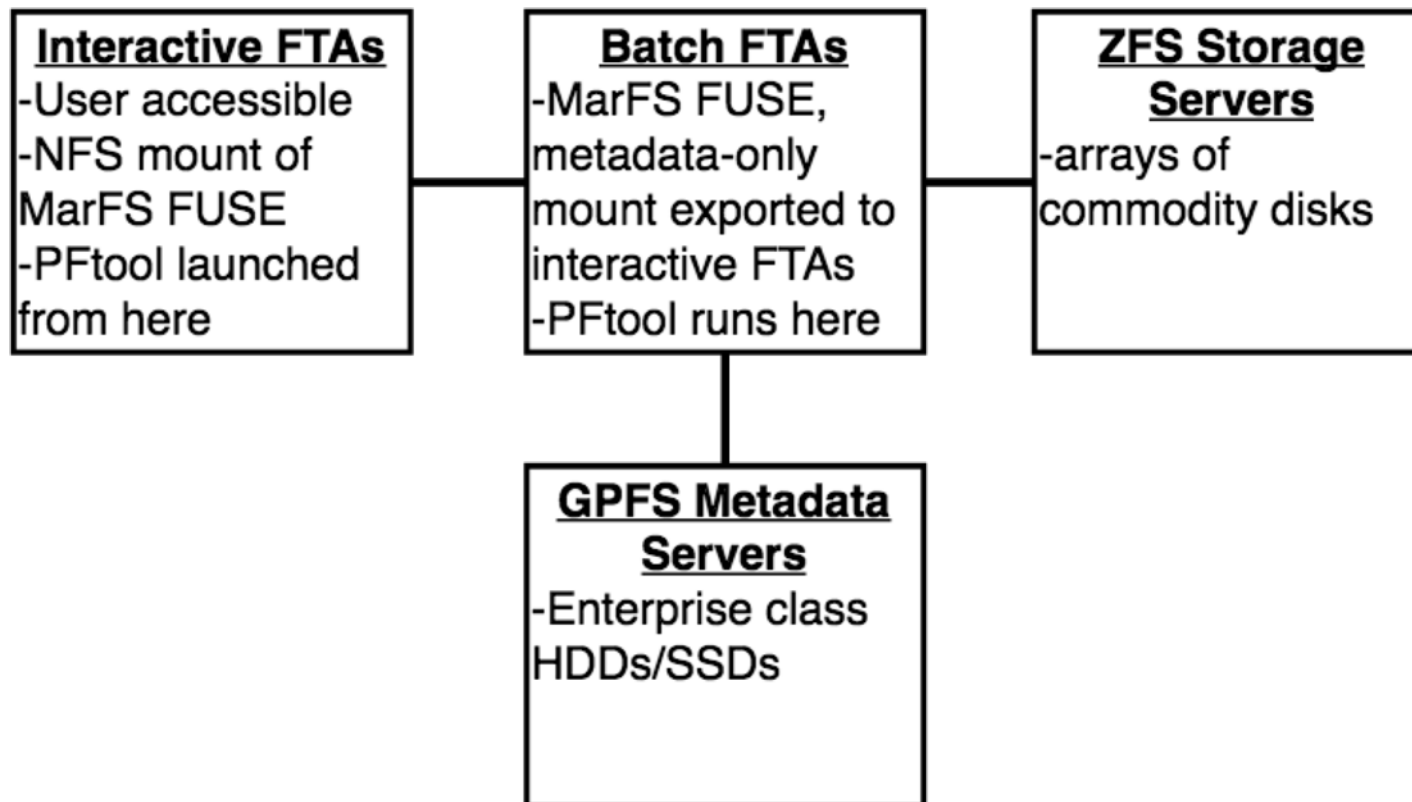 Interactive FTAs
-User accessible
-NFS mount of
MarFS FUSE
-PFtool launched
from here
Batch FTAs
-MarFS FUSE,
metadata-only
mount exported to
interactive FTAs
-PFtool runs here
ZFS Storage
Servers
-arrays of
commodity disks
GPFS Metadata
Servers
-Enterprise class
HDDs/SSDs